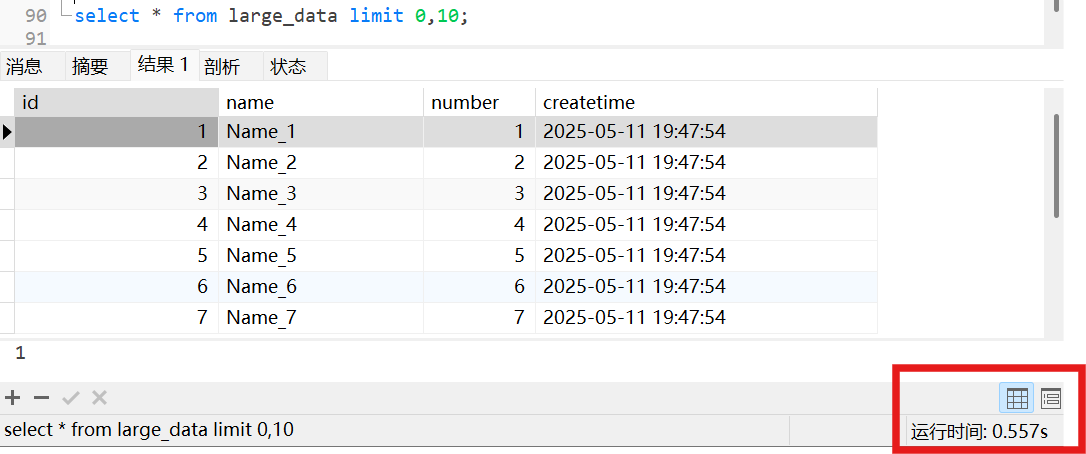 90 select * from large_data limit 0,10;
91
消息 摘要 结果 1 剖析 状态
id name number createtime
1 Name_1 1 2025-05-11 19:47:54
2 Name_2 2 2025-05-11 19:47:54
3 Name_3 3 2025-05-11 19:47:54
4 Name_4 4 2025-05-11 19:47:54
5 Name_5 5 2025-05-11 19:47:54
6 Name_6 6 2025-05-11 19:47:54
7 Name_7 7 2025-05-11 19:47:54
1
select * from large_data limit 0,10 运行时间: 0.557s